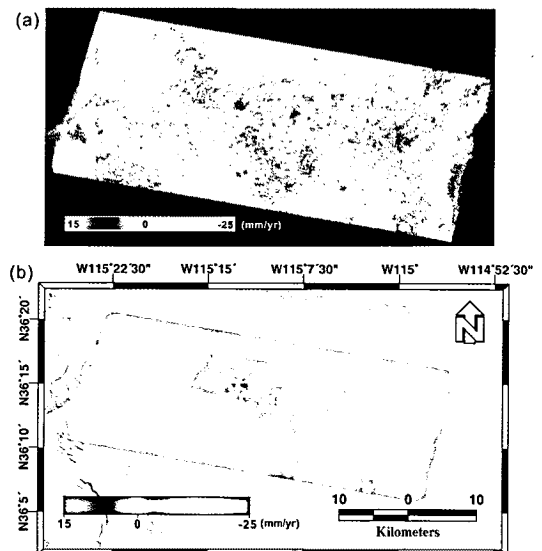 (a)
15 0 -25 (mm/yr)
(b)
W115˚22´30˝ W115˚15´ W115˚7´30˝ W115˚ W114˚52´30˝
N36˚20´
N36˚15´
N36˚10´
N36˚5´
N
15 0 -25 (mm/yr)
10 0 10
Kilometers